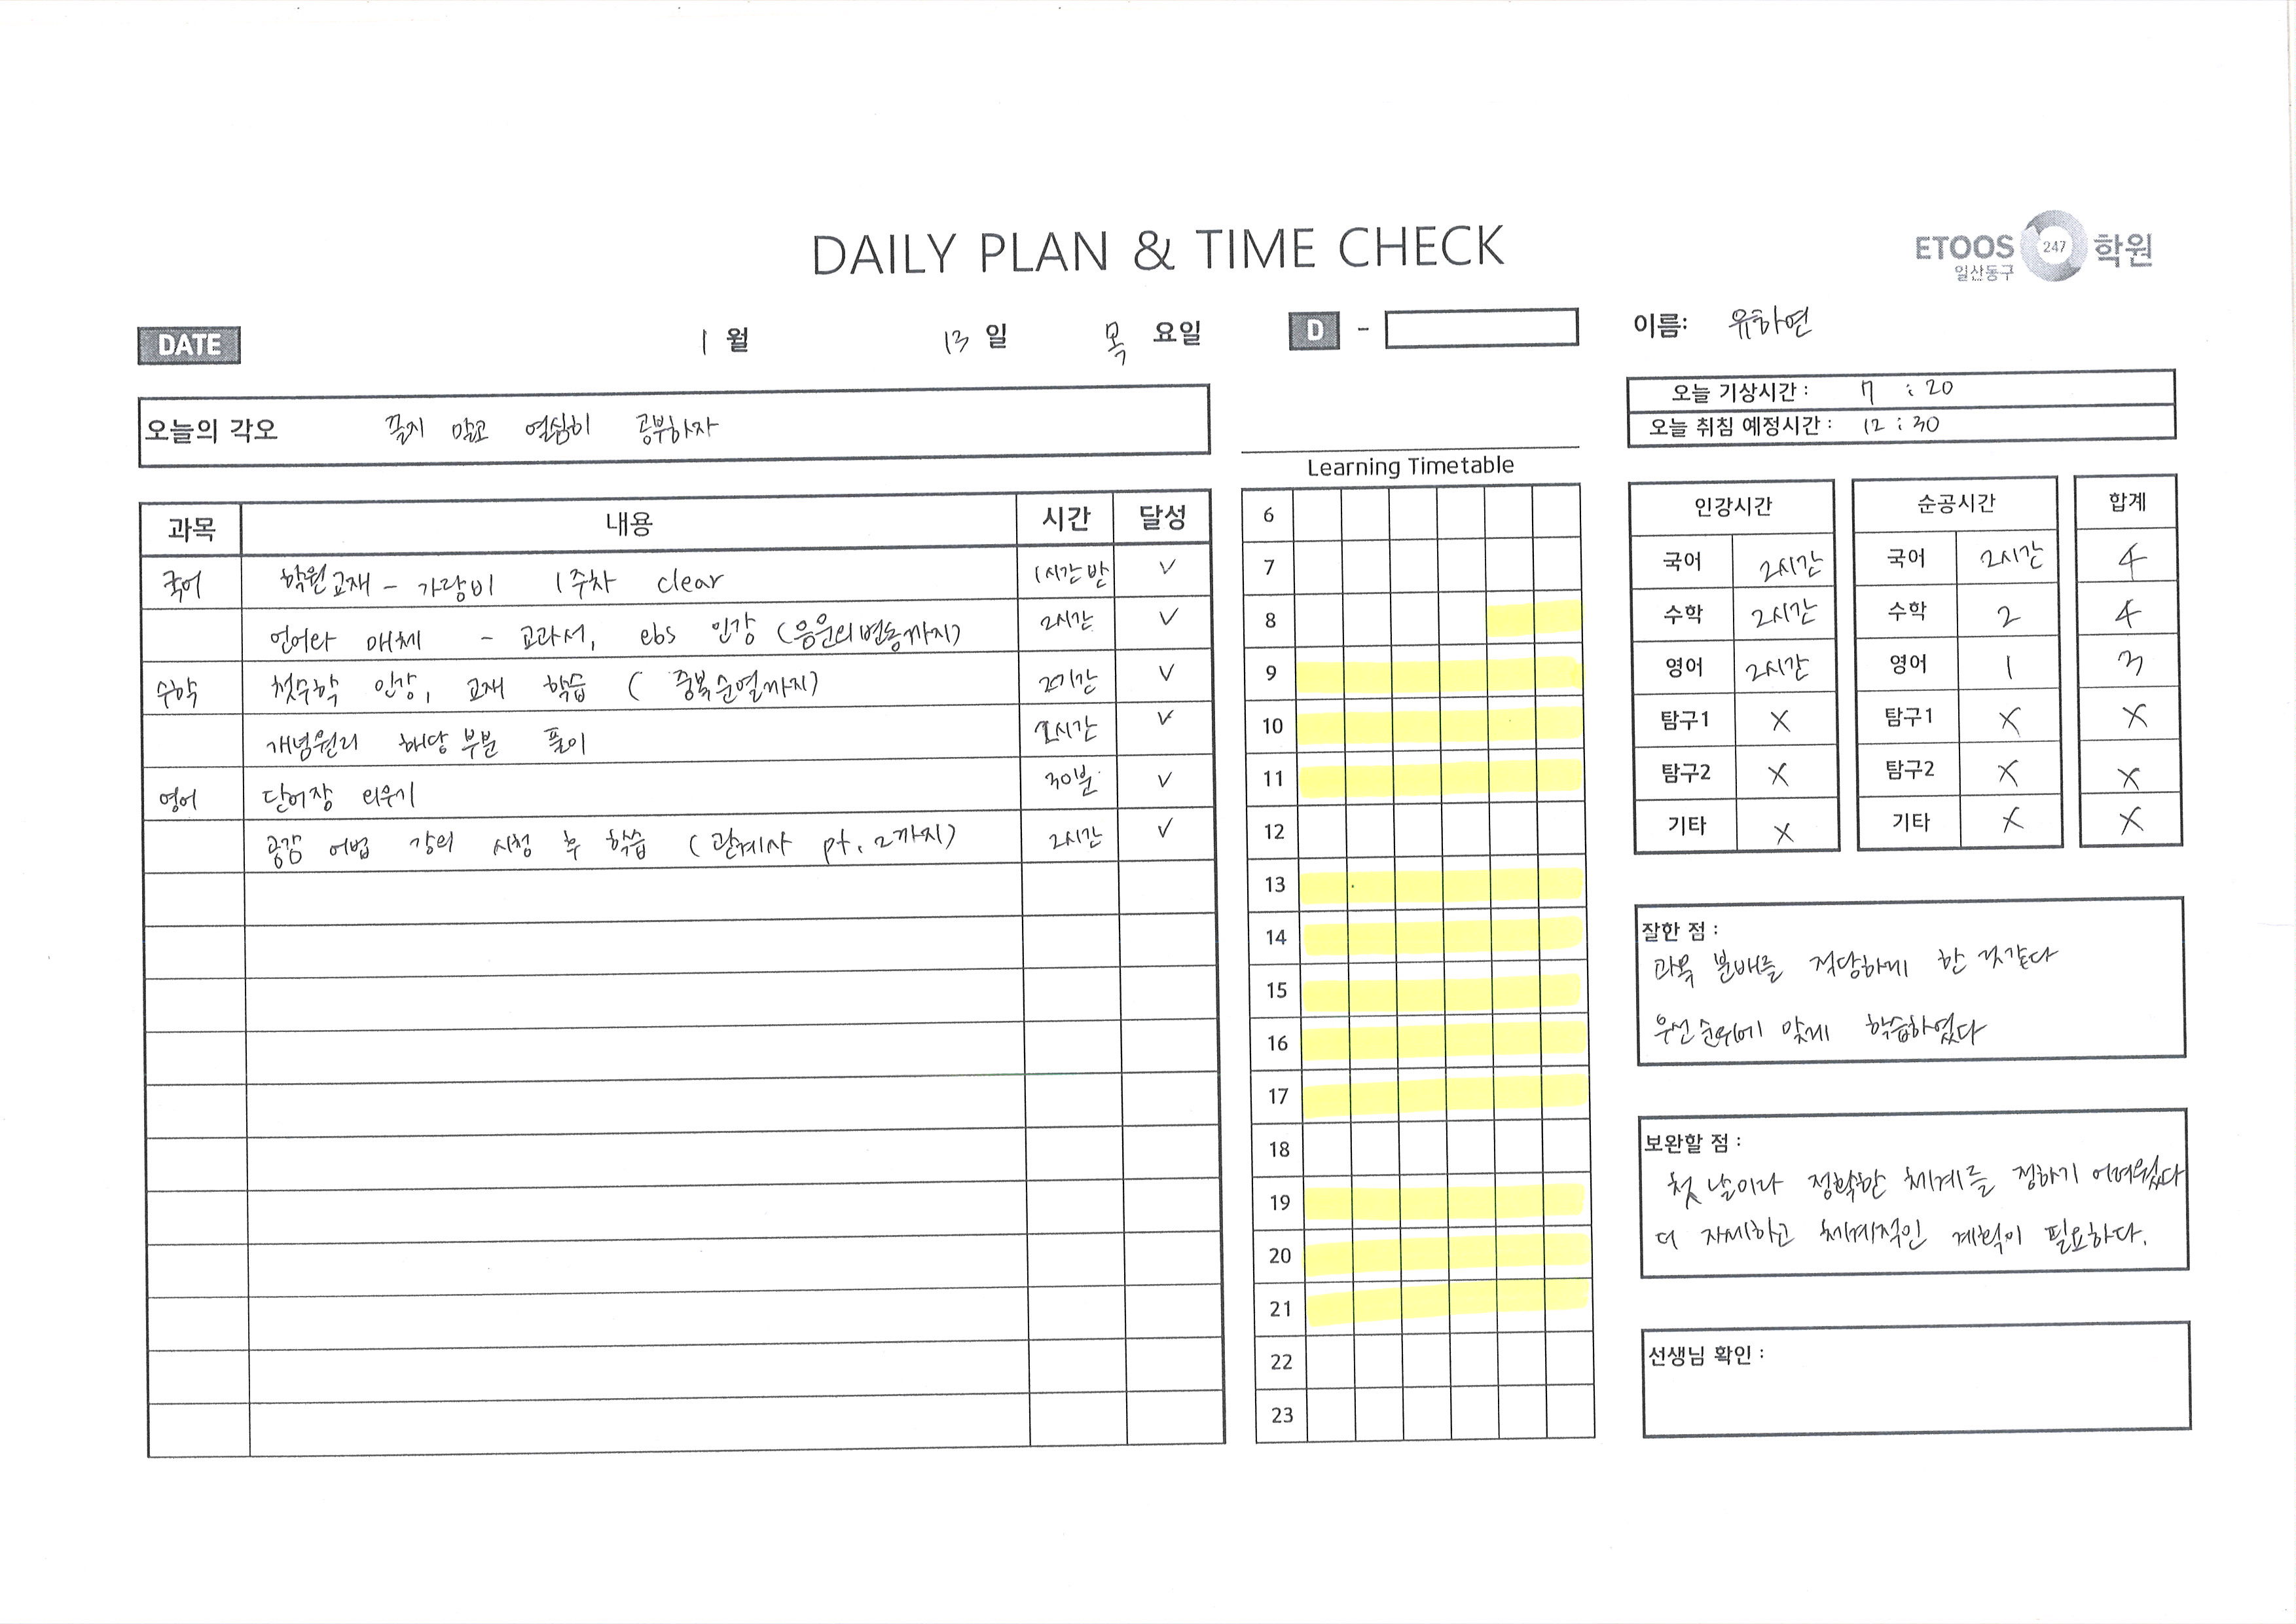 DAILY PLAN & TIME CHECK
ETOOS 247 학원
일산동구
DATE 1 월 13 일 목 요일 D -
이름: 유하연
오늘의 각오 졸지 말고 열심히 공부하자
오늘 기상시간 : 7 : 20
오늘 취침 예정시간 : 12 : 30
과목 내용 시간 달성
국어 학원교재 - 가랑비 1주차 clear 1시간 반 ✓
언어와 매체 - 교과서, ebs 인강 (음운의변동까지) 2시간 ✓
수학 첫수학 인강, 교재 학습 ( 중복순열까지) 2시간 ✓
개념원리 해당 부분 풀이 시간 ✓
영어 단어장 외우기 30분 ✓
공감 어법 강의 시청 후 학습 (관계사 pt. 2까지) 2시간 ✓
Learning Timetable
6
7
8
9
10
11
12
13
14
15
16
17
18
19
20
21
22
23
인강시간 순공시간 합계
국어 2시간 국어 2시간 4
수학 2시간 수학 2 4
영어 2시간 영어 1 3
탐구1 X 탐구1 X X
탐구2 X 탐구2 X X
기타 X 기타 X X
잘한 점 :
과목 분배를 적당하게 한 것같다
우선순위에 맞게 학습하였다
보완할 점 :
첫 날이라 정확한 체계를 정하기 어려웠다
더 자세하고 체계적인 계획이 필요하다.
선생님 확인 :